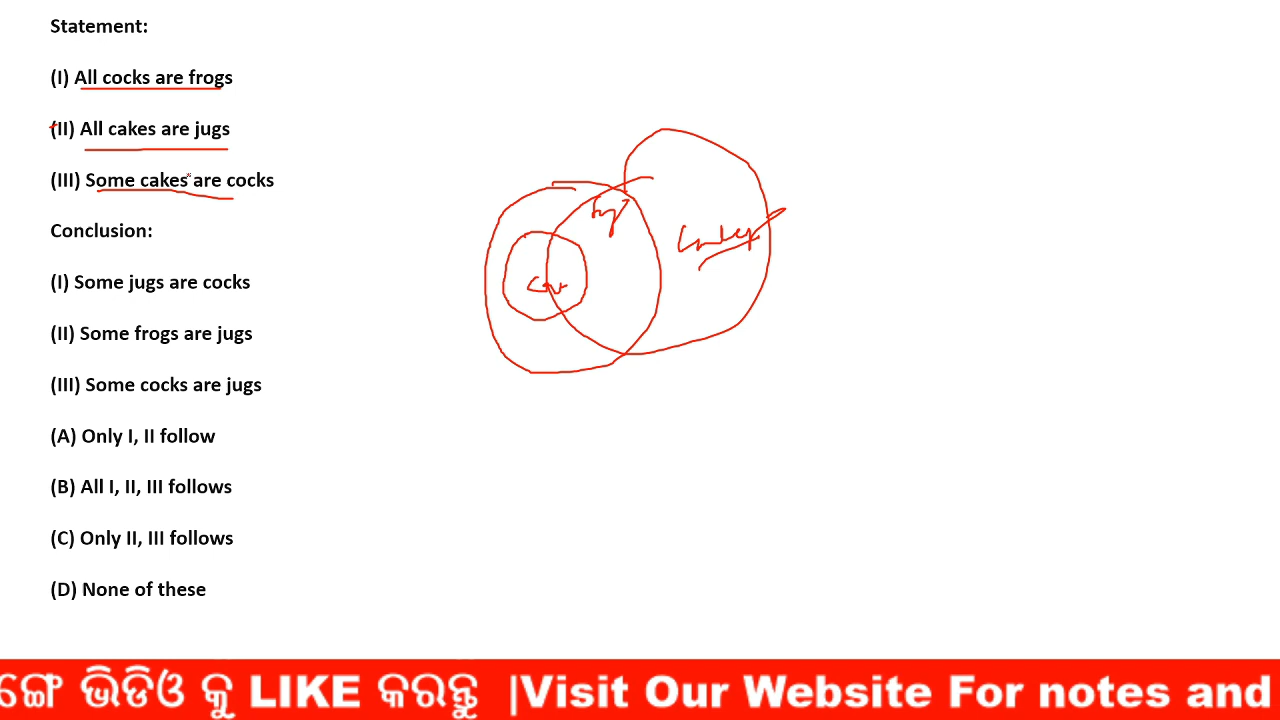 Statement:
(I) All cocks are frogs
(II) All cakes are jugs
(III) Some cakes are cocks
Conclusion:
(I) Some jugs are cocks
(II) Some frogs are jugs
(III) Some cocks are jugs
(A) Only I, II follow
(B) All I, II, III follows
(C) Only II, III follows
(D) None of these
ଙ୍ଗେ ଭିଡିଓ କୁ LIKE କରନ୍ତୁ |Visit Our Website For notes and